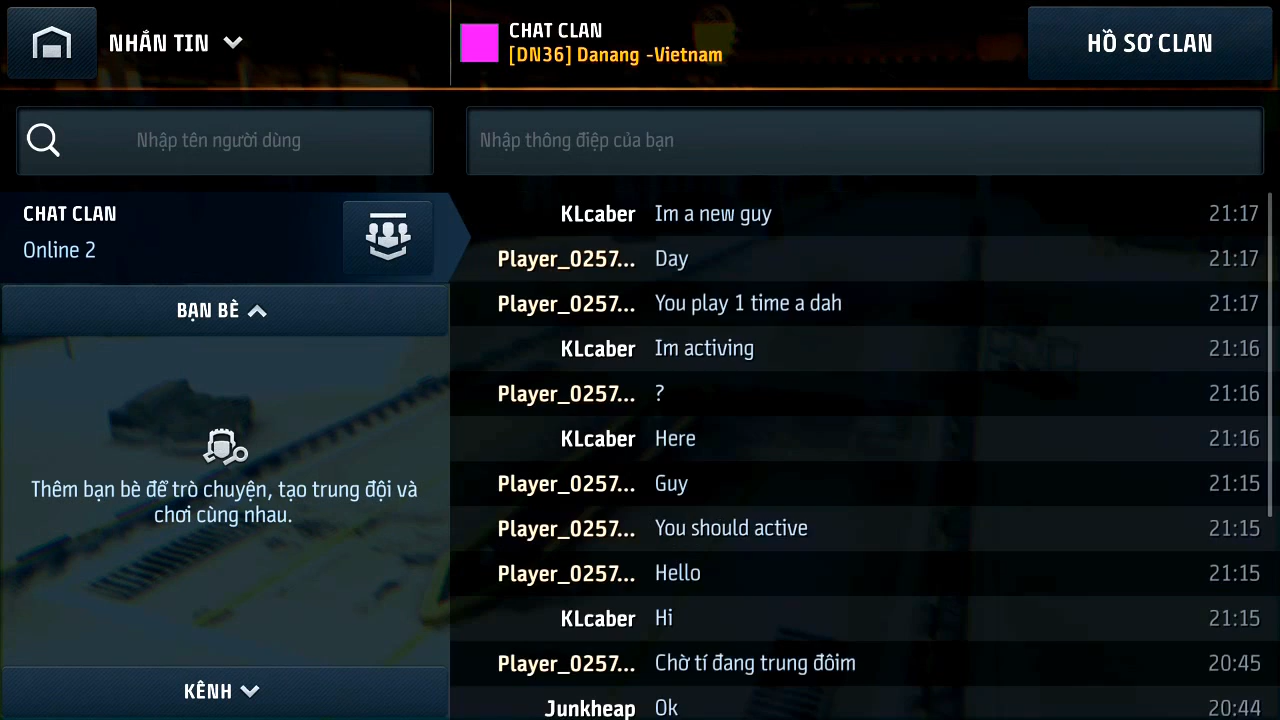 NHẮN TIN
CHAT CLAN
[DN36] Danang -Vietnam
HỒ SƠ CLAN
Nhập tên người dùng
Nhập thông điệp của bạn
CHAT CLAN
Online 2
BẠN BÈ
Thêm bạn bè để trò chuyện, tạo trung đội và
chơi cùng nhau.
KÊNH
KLcaber Im a new guy 21:17
Player_0257... Day 21:17
Player_0257... You play 1 time a dah 21:17
KLcaber Im activing 21:16
Player_0257... ? 21:16
KLcaber Here 21:16
Player_0257... Guy 21:15
Player_0257... You should active 21:15
Player_0257... Hello 21:15
KLcaber Hi 21:15
Player_0257... Chờ tí đang trung đôim 20:45
Junkheap Ok 20:44